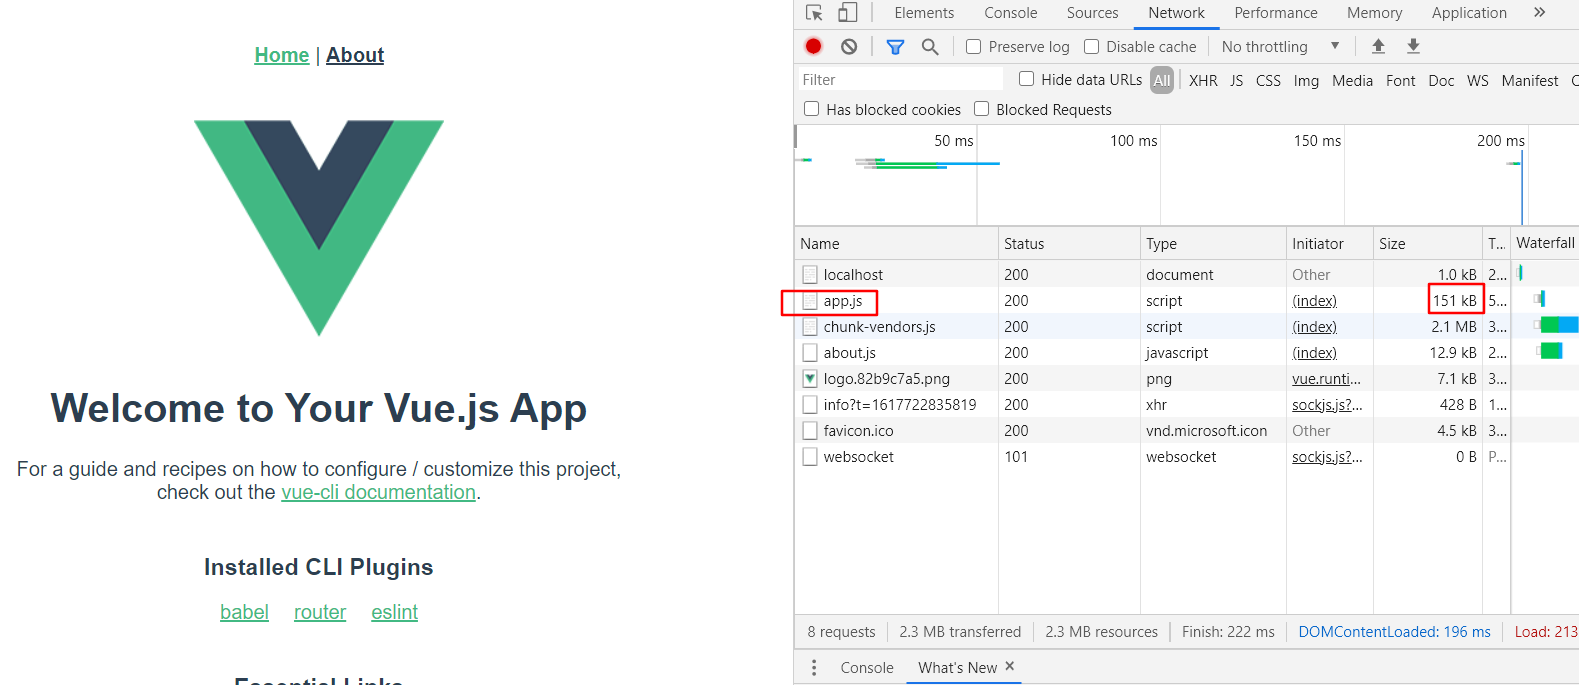 Home | About
Welcome to Your Vue.js App
For a guide and recipes on how to configure / customize this project,
check out the vue-cli documentation.
Installed CLI Plugins
babel router eslint
Essential Links
Elements Console Sources Network Performance Memory Application »
Preserve log Disable cache No throttling
Filter Hide data URLs All XHR JS CSS Img Media Font Doc WS Manifest
Has blocked cookies Blocked Requests
50 ms 100 ms 150 ms 200 ms
Name Status Type Initiator Size T... Waterfall
localhost 200 document Other 1.0 kB 2...
app.js 200 script (index) 151 kB 5...
chunk-vendors.js 200 script (index) 2.1 MB 3...
about.js 200 javascript (index) 12.9 kB 2...
logo.82b9c7a5.png 200 png vue.runti... 7.1 kB 3...
info?t=1617722835819 200 xhr sockjs.js?... 428 B 1...
favicon.ico 200 vnd.microsoft.icon Other 4.5 kB 3...
websocket 101 websocket sockjs.js?... 0 B P...
8 requests 2.3 MB transferred 2.3 MB resources Finish: 222 ms DOMContentLoaded: 196 ms Load: 213
Console What's New ×